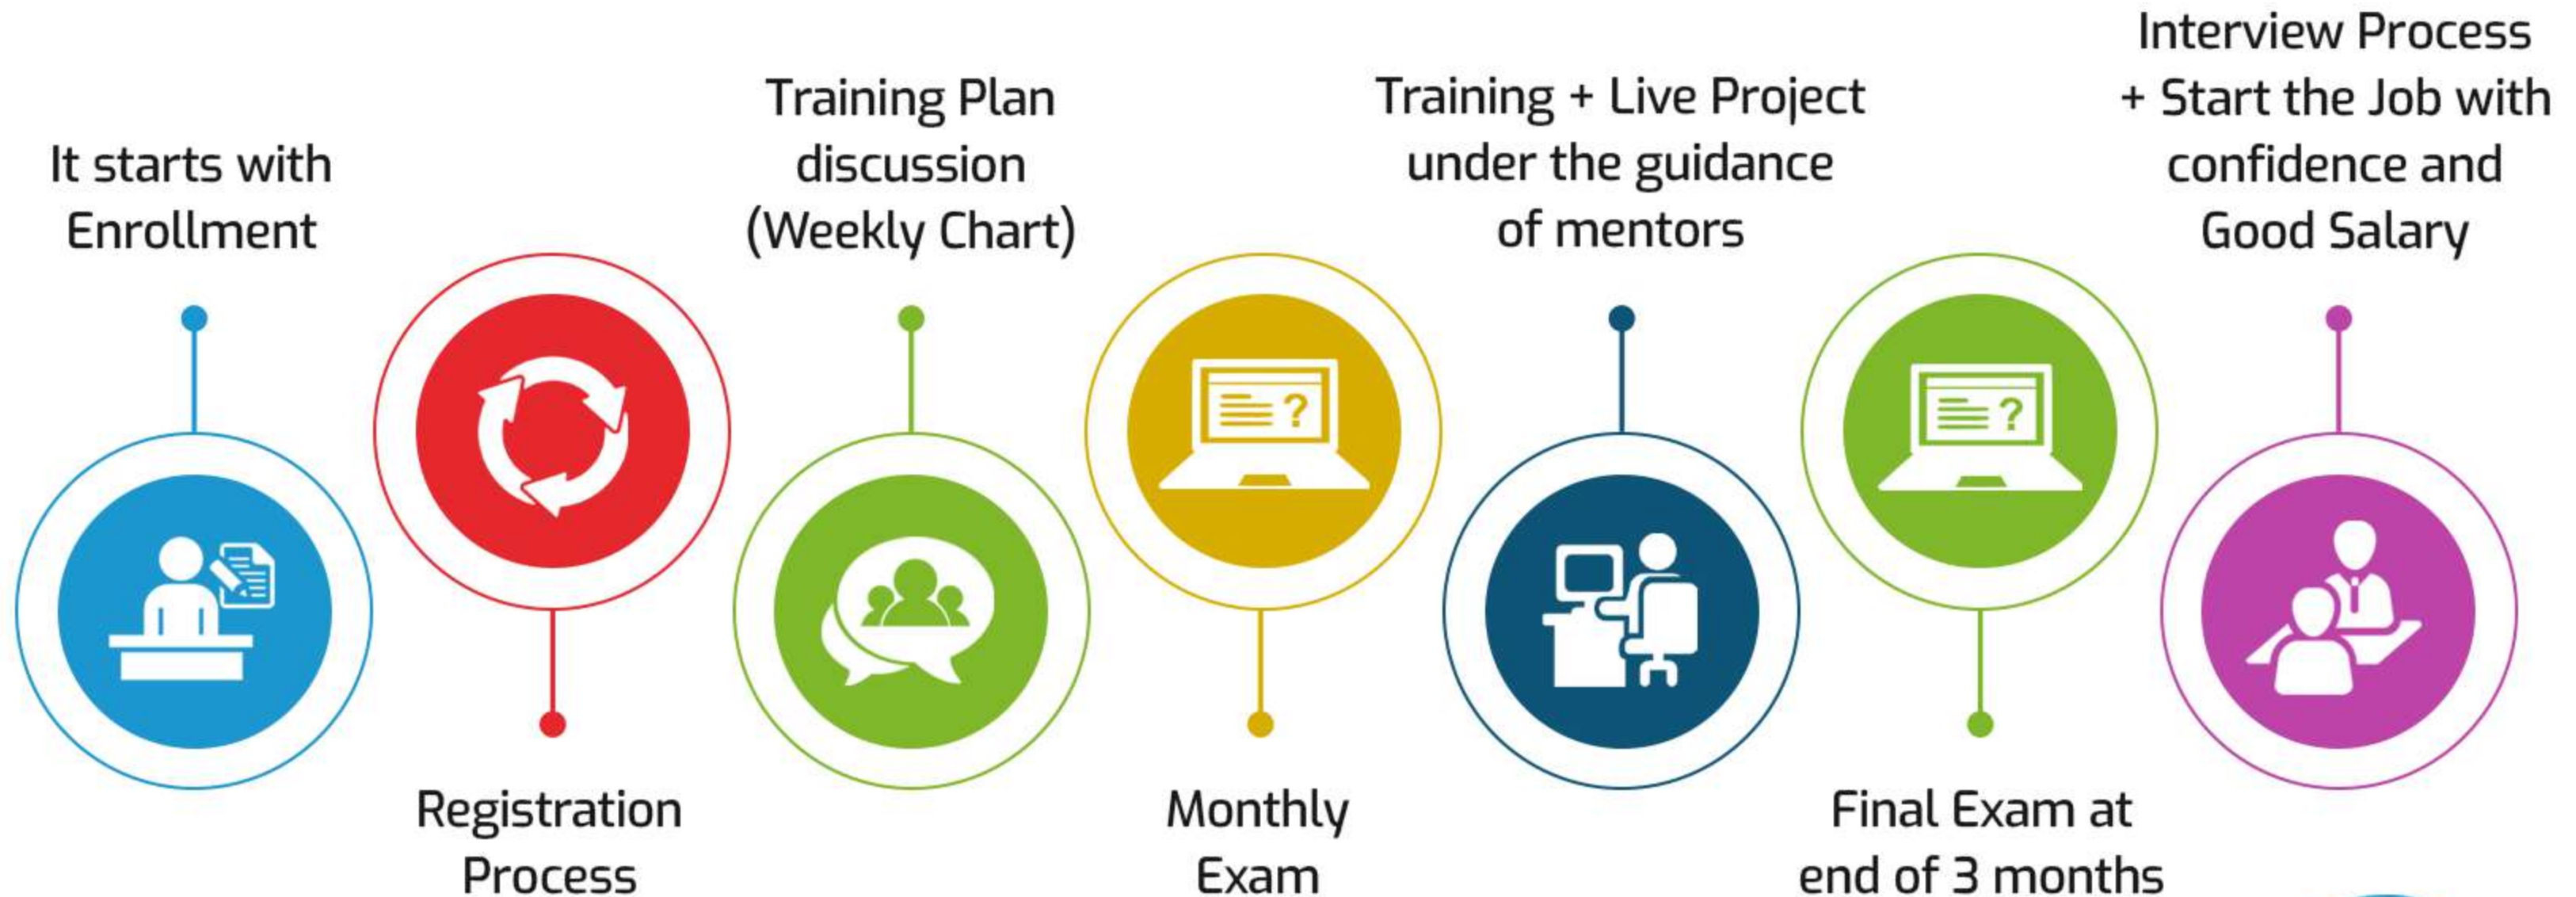 It starts with
Enrollment
Registration
Process
Training Plan
discussion
(Weekly Chart)
Monthly
Exam
Training + Live Project
under the guidance
of mentors
Final Exam at
end of 3 months
Interview Process
+ Start the Job with
confidence and
Good Salary
?
?